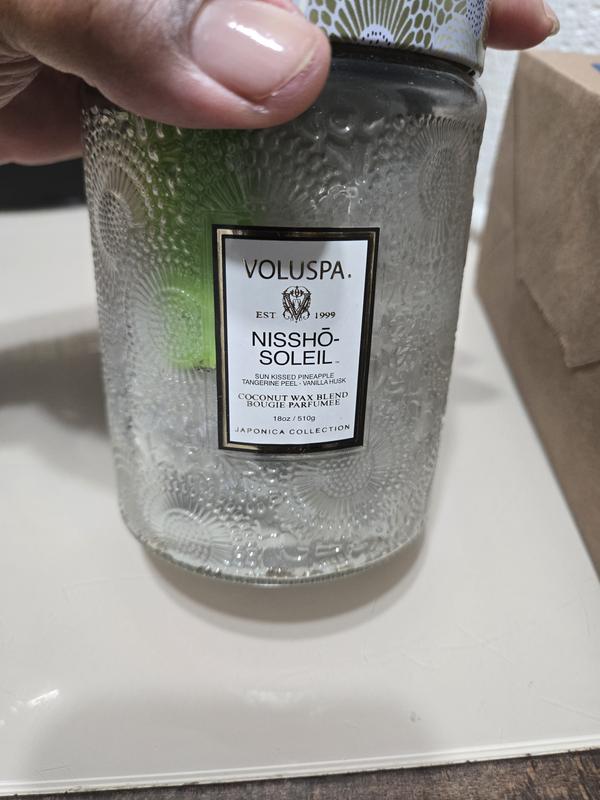 VOLUSPA.
EST 1999
NISSHŌ-
SOLEIL™
SUN KISSED PINEAPPLE
TANGERINE PEEL - VANILLA HUSK
COCONUT WAX BLEND
BOUGIE PARFUMEE
18oz / 510g
JAPONICA COLLECTION